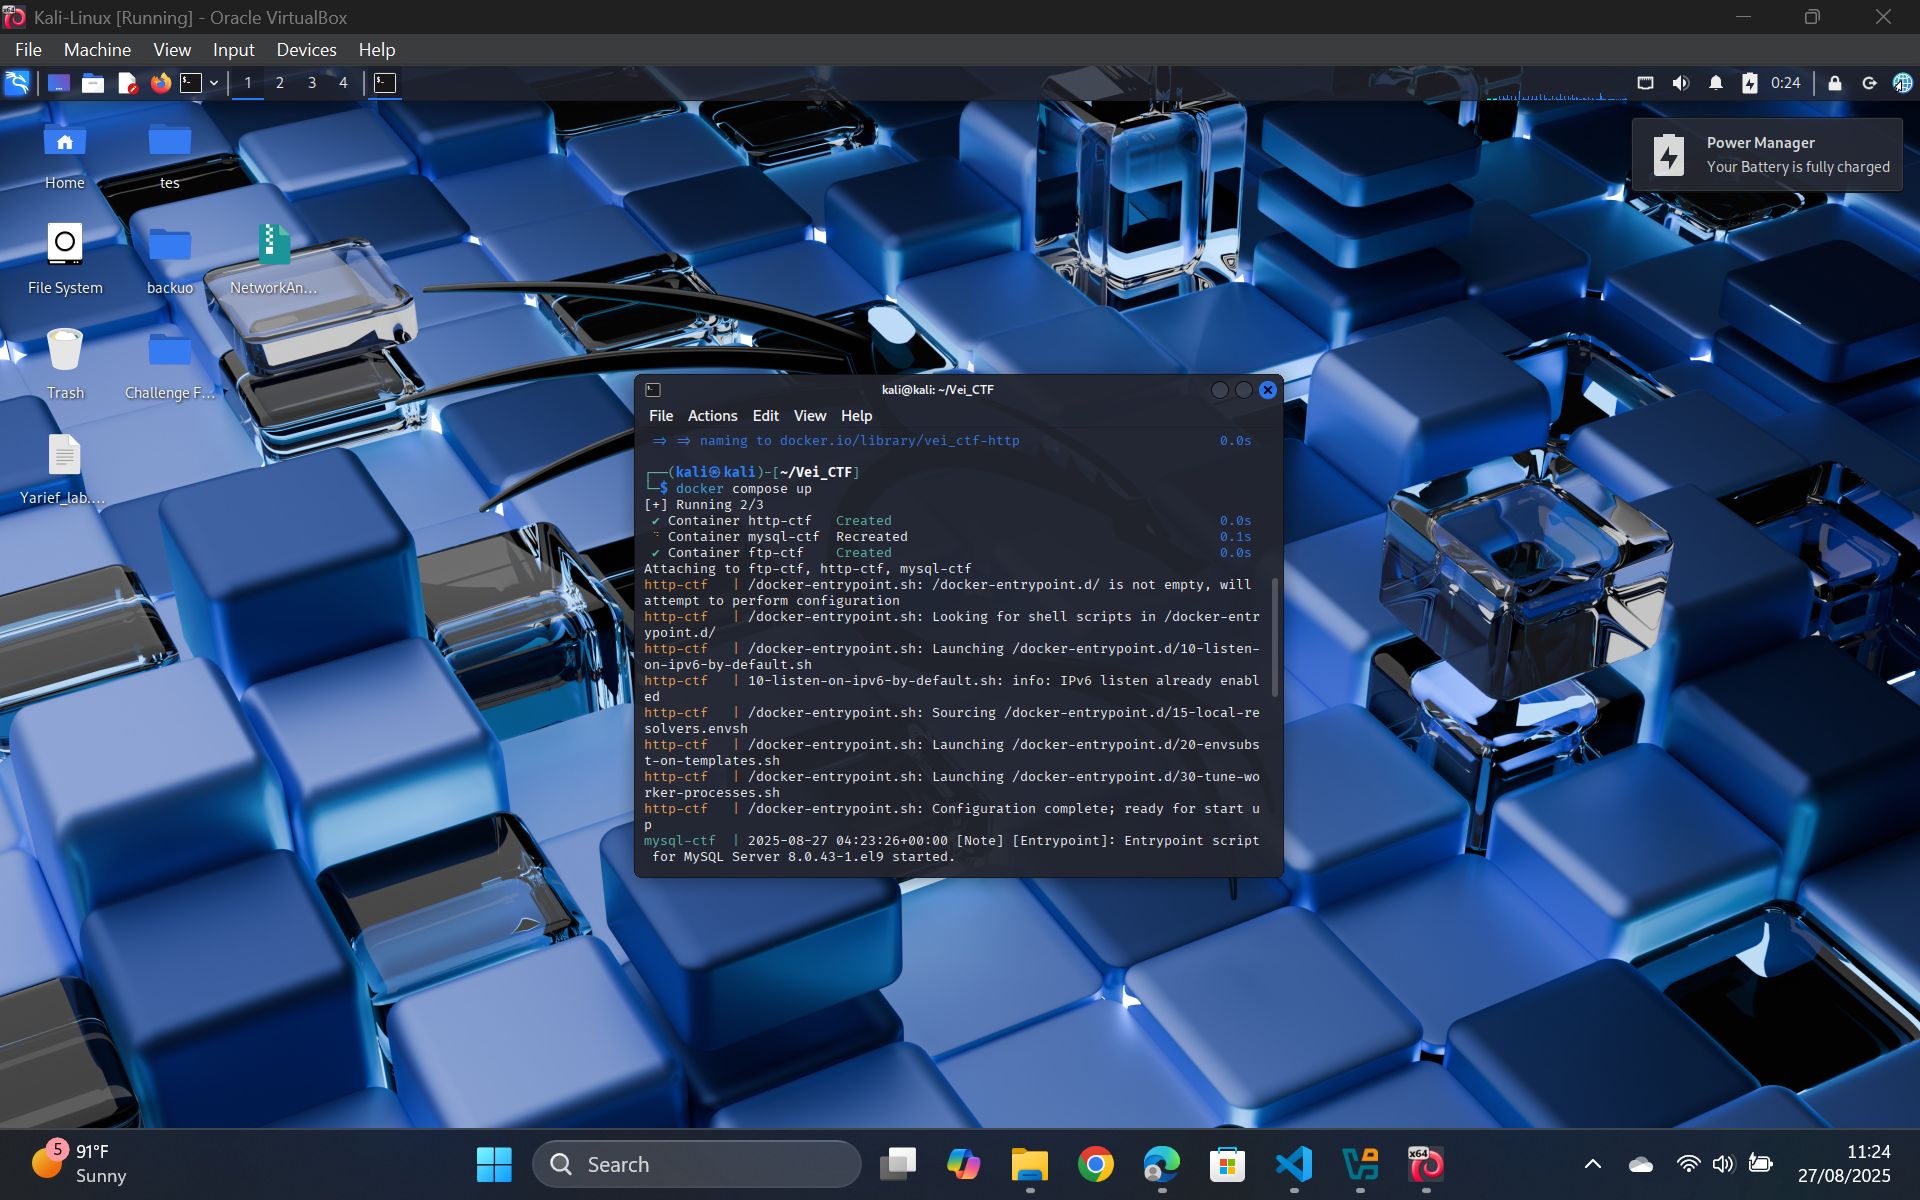 Kali-Linux [Running] - Oracle VirtualBox
File Machine View Input Devices Help
1 2 3 4
0:24
Power Manager
Your Battery is fully charged
Home
tes
File System
backuo
NetworkAn...
Trash
Challenge F...
Yarief_lab....
kali@kali: ~/Vei_CTF
File Actions Edit View Help
=> => naming to docker.io/library/vei_ctf-http 0.0s
┌──(kali㉿kali)-[~/Vei_CTF]
└─$ docker compose up
[+] Running 2/3
✔ Container http-ctf Created 0.0s
Container mysql-ctf Recreated 0.1s
✔ Container ftp-ctf Created 0.0s
Attaching to ftp-ctf, http-ctf, mysql-ctf
http-ctf | /docker-entrypoint.sh: /docker-entrypoint.d/ is not empty, will
attempt to perform configuration
http-ctf | /docker-entrypoint.sh: Looking for shell scripts in /docker-entr
ypoint.d/
http-ctf | /docker-entrypoint.sh: Launching /docker-entrypoint.d/10-listen-
on-ipv6-by-default.sh
http-ctf | 10-listen-on-ipv6-by-default.sh: info: IPv6 listen already enabl
ed
http-ctf | /docker-entrypoint.sh: Sourcing /docker-entrypoint.d/15-local-re
solvers.envsh
http-ctf | /docker-entrypoint.sh: Launching /docker-entrypoint.d/20-envsubs
t-on-templates.sh
http-ctf | /docker-entrypoint.sh: Launching /docker-entrypoint.d/30-tune-wo
rker-processes.sh
http-ctf | /docker-entrypoint.sh: Configuration complete; ready for start u
p
mysql-ctf | 2025-08-27 04:23:26+00:00 [Note] [Entrypoint]: Entrypoint script
for MySQL Server 8.0.43-1.el9 started.
5
91°F
Sunny
Search
x64
11:24
27/08/2025